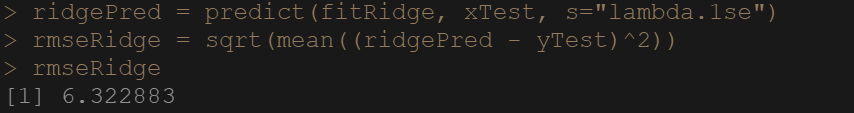 > ridgePred = predict(fitRidge, xTest, s="lambda.1se")
> rmseRidge = sqrt(mean((ridgePred - yTest)^2))
> rmseRidge
[1] 6.322883